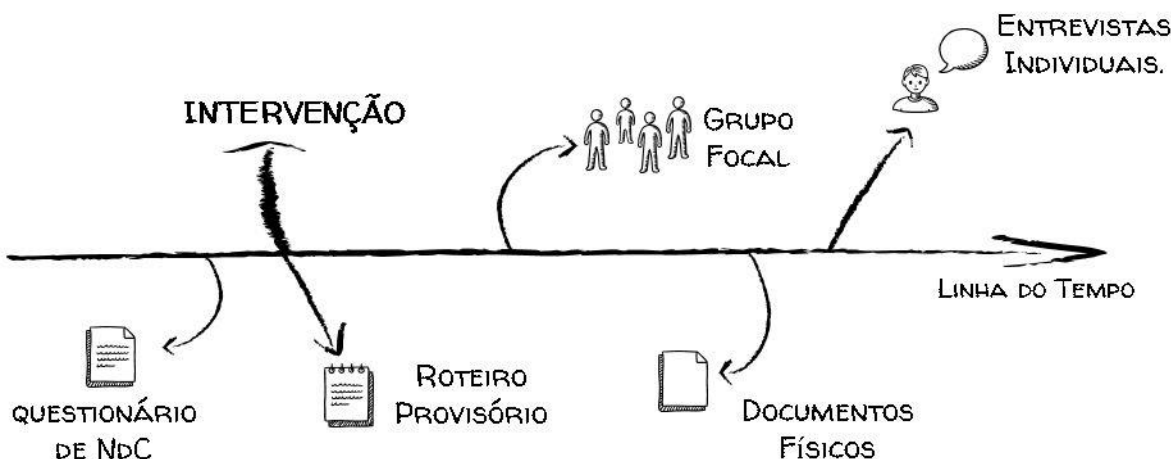 ENTREVISTAS
INDIVIDUAIS.
INTERVENÇÃO
GRUPO
FOCAL
LINHA DO TEMPO
QUESTIONÁRIO
DE NDC
ROTEIRO
PROVISÓRIO
DOCUMENTOS
FÍSICOS